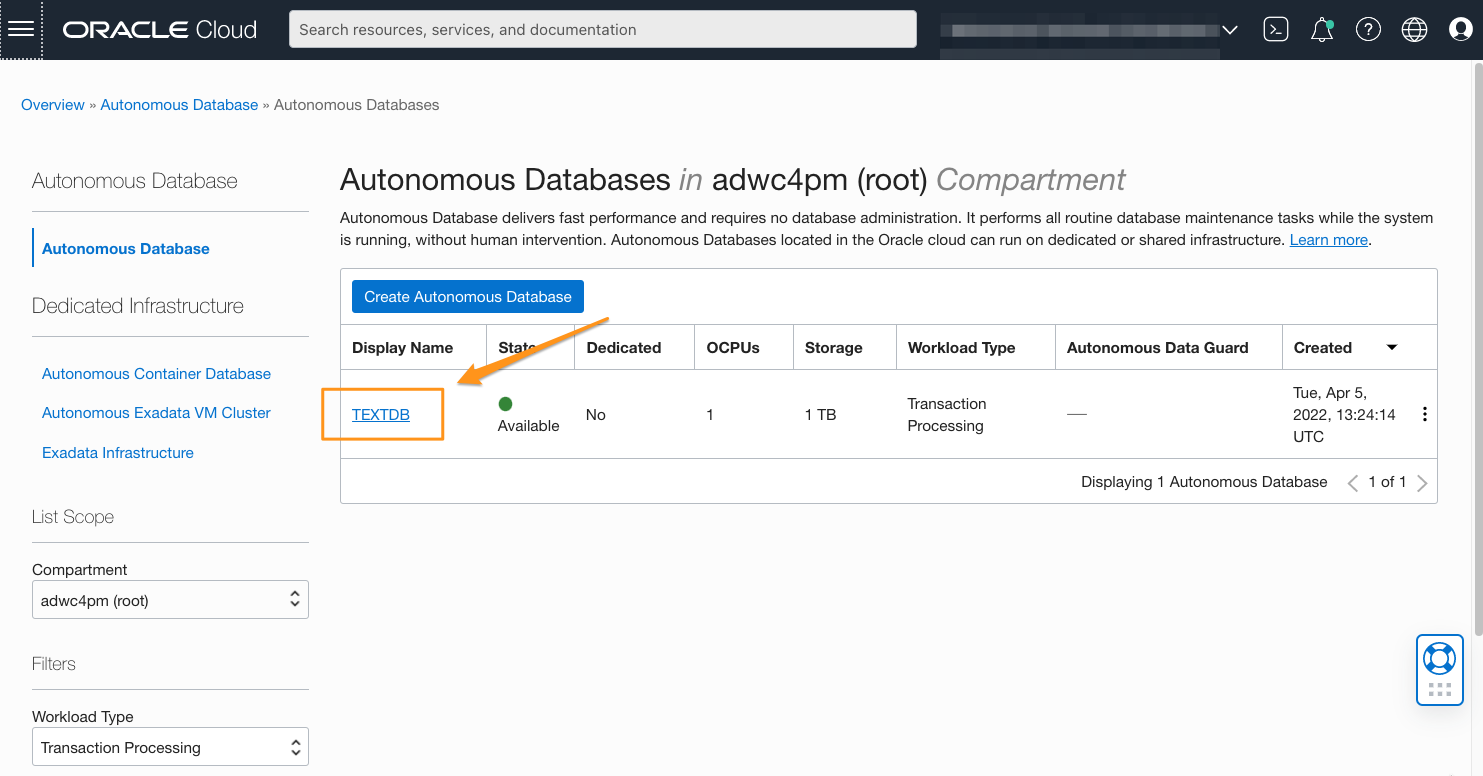 ORACLE Cloud
Search resources, services, and documentation
Overview » Autonomous Database » Autonomous Databases
Autonomous Database
Autonomous Database
Dedicated Infrastructure
Autonomous Container Database
Autonomous Exadata VM Cluster
Exadata Infrastructure
List Scope
Compartment
adwc4pm (root)
Filters
Workload Type
Transaction Processing
Autonomous Databases in adwc4pm (root) Compartment
Autonomous Database delivers fast performance and requires no database administration. It performs all routine database maintenance tasks while the system
is running, without human intervention. Autonomous Databases located in the Oracle cloud can run on dedicated or shared infrastructure. Learn more.
Create Autonomous Database
Display Name State Dedicated OCPUs Storage Workload Type Autonomous Data Guard Created
TEXTDB Available No 1 1 TB Transaction
Processing — Tue, Apr 5,
2022, 13:24:14
UTC
Displaying 1 Autonomous Database 1 of 1